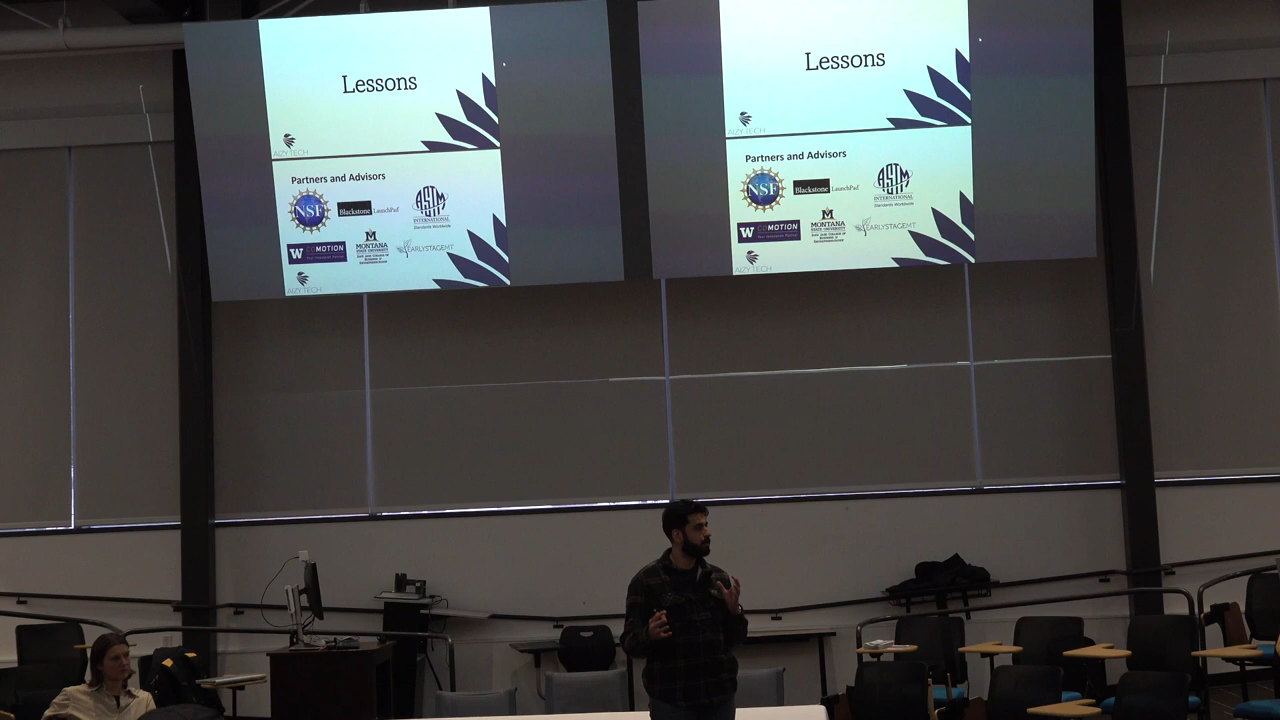 Lessons
AIZY TECH
Partners and Advisors
NSF
Blackstone LaunchPad
ASTM
INTERNATIONAL
Standards Worldwide
W COMOTION
MONTANA
STATE UNIVERSITY
EARLYSTAGEMT
AIZY TECH
Lessons
AIZY TECH
Partners and Advisors
NSF
Blackstone LaunchPad
ASTM
INTERNATIONAL
Standards Worldwide
W COMOTION
MONTANA
STATE UNIVERSITY
EARLYSTAGEMT
AIZY TECH